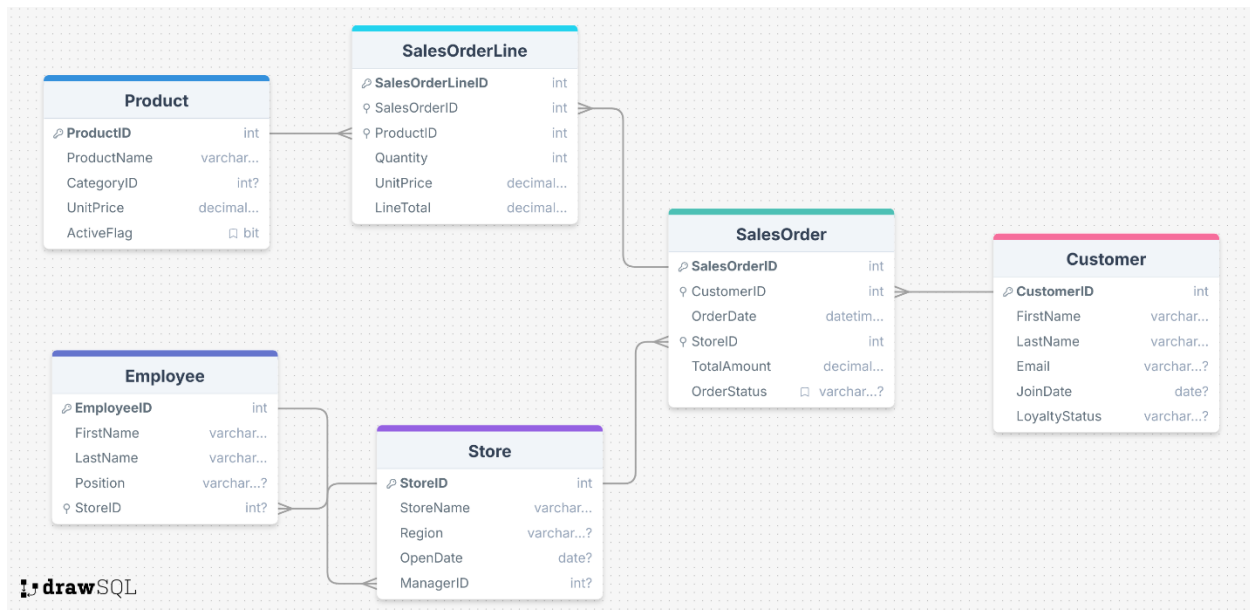 SalesOrderLine
SalesOrderLineID int
SalesOrderID int
ProductID int
Quantity int
UnitPrice decimal...
LineTotal decimal...
Product
ProductID int
ProductName varchar...
CategoryID int?
UnitPrice decimal...
ActiveFlag bit
SalesOrder
SalesOrderID int
CustomerID int
OrderDate datetim...
StoreID int
TotalAmount decimal...
OrderStatus varchar...?
Customer
CustomerID int
FirstName varchar...
LastName varchar...
Email varchar...?
JoinDate date?
LoyaltyStatus varchar...?
Employee
EmployeeID int
FirstName varchar...
LastName varchar...
Position varchar...?
StoreID int?
Store
StoreID int
StoreName varchar...
Region varchar...?
OpenDate date?
ManagerID int?
drawSQL